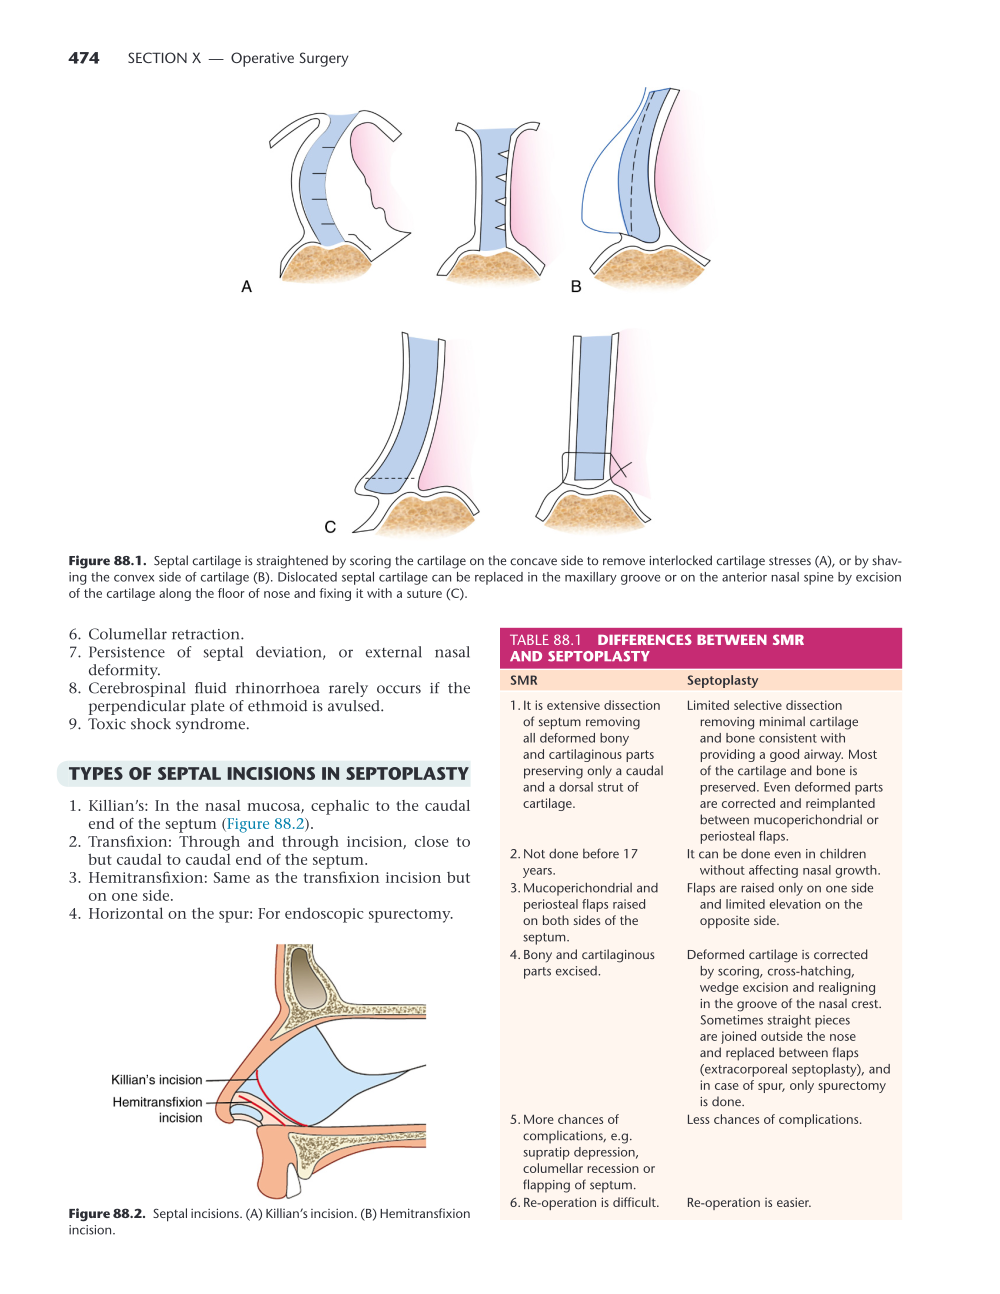 474 SECTION X — Operative Surgery
A
B
C
Figure 88.1. Septal cartilage is straightened by scoring the cartilage on the concave side to remove interlocked cartilage stresses (A), or by shav-
ing the convex side of cartilage (B). Dislocated septal cartilage can be replaced in the maxillary groove or on the anterior nasal spine by excision
of the cartilage along the floor of nose and fixing it with a suture (C).
6. Columellar retraction.
7. Persistence of septal deviation, or external nasal
deformity.
8. Cerebrospinal fluid rhinorrhoea rarely occurs if the
perpendicular plate of ethmoid is avulsed.
9. Toxic shock syndrome.
TYPES OF SEPTAL INCISIONS IN SEPTOPLASTY
1. Killian's: In the nasal mucosa, cephalic to the caudal
end of the septum (Figure 88.2).
2. Transfixion: Through and through incision, close to
but caudal to caudal end of the septum.
3. Hemitransfixion: Same as the transfixion incision but
on one side.
4. Horizontal on the spur: For endoscopic spurectomy.
Killian's incision
Hemitransfixion
incision
Figure 88.2. Septal incisions. (A) Killian's incision. (B) Hemitransfixion
incision.
TABLE 88.1 DIFFERENCES BETWEEN SMR
AND SEPTOPLASTY
SMR
Septoplasty
1. It is extensive dissection
of septum removing
all deformed bony
and cartilaginous parts
preserving only a caudal
and a dorsal strut of
cartilage.
Limited selective dissection
removing minimal cartilage
and bone consistent with
providing a good airway. Most
of the cartilage and bone is
preserved. Even deformed parts
are corrected and reimplanted
between mucoperichondrial or
periosteal flaps.
2. Not done before 17
years.
It can be done even in children
without affecting nasal growth.
3. Mucoperichondrial and
periosteal flaps raised
on both sides of the
septum.
Flaps are raised only on one side
and limited elevation on the
opposite side.
4. Bony and cartilaginous
parts excised.
Deformed cartilage is corrected
by scoring, cross-hatching,
wedge excision and realigning
in the groove of the nasal crest.
Sometimes straight pieces
are joined outside the nose
and replaced between flaps
(extracorporeal septoplasty), and
in case of spur, only spurectomy
is done.
5. More chances of
complications, e.g.
supratip depression,
columellar recession or
flapping of septum.
Less chances of complications.
6. Re-operation is difficult.
Re-operation is easier.